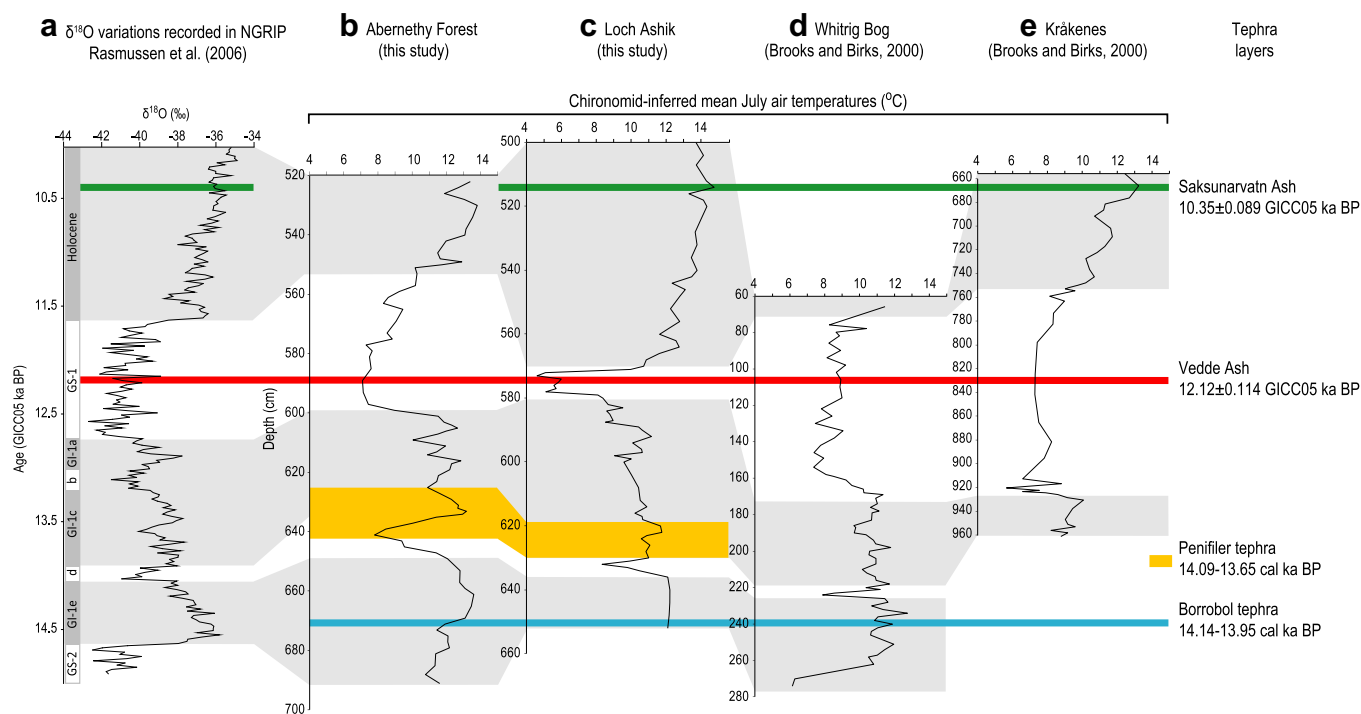 a δ¹⁸O variations recorded in NGRIP
Rasmussen et al. (2006)
b Abernethy Forest
(this study)
c Loch Ashik
(this study)
d Whitrig Bog
(Brooks and Birks, 2000)
e Kråkenes
(Brooks and Birks, 2000)
Tephra
layers
Chironomid-inferred mean July air temperatures (°C)
δ¹⁸O (‰)
-44 -42 -40 -38 -36 -34
Age (GICC05 ka BP)
10.5
11.5
12.5
13.5
14.5
Holocene
GS-1
GI-1a
b
GI-1c
d
GI-1e
GS-2
4 6 8 10 12 14
Depth (cm)
520
540
560
580
600
620
640
660
680
700
4 6 8 10 12 14
500
520
540
560
580
600
620
640
660
4 6 8 10 12 14
60
80
100
120
140
160
180
200
220
240
260
280
4 6 8 10 12 14
660
680
700
720
740
760
780
800
820
840
860
880
900
920
940
960
Saksunarvatn Ash
10.35±0.089 GICC05 ka BP
Vedde Ash
12.12±0.114 GICC05 ka BP
Penifiler tephra
14.09-13.65 cal ka BP
Borrobol tephra
14.14-13.95 cal ka BP